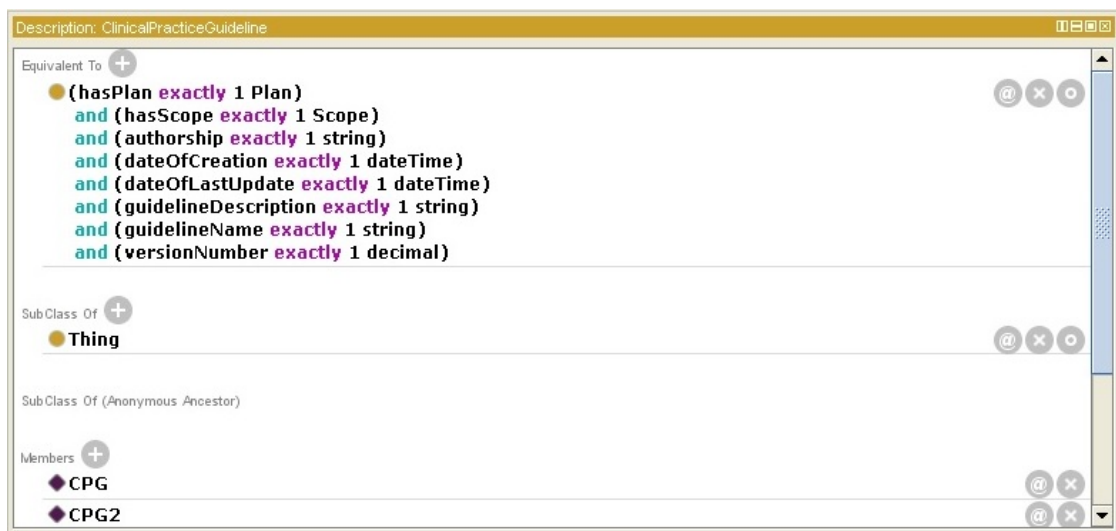 Description: ClinicalPracticeGuideline
Equivalent To
(hasPlan exactly 1 Plan)
and (hasScope exactly 1 Scope)
and (authorship exactly 1 string)
and (dateOfCreation exactly 1 dateTime)
and (dateOfLastUpdate exactly 1 dateTime)
and (guidelineDescription exactly 1 string)
and (guidelineName exactly 1 string)
and (versionNumber exactly 1 decimal)
SubClass Of
Thing
SubClass Of (Anonymous Ancestor)
Members
CPG
CPG2